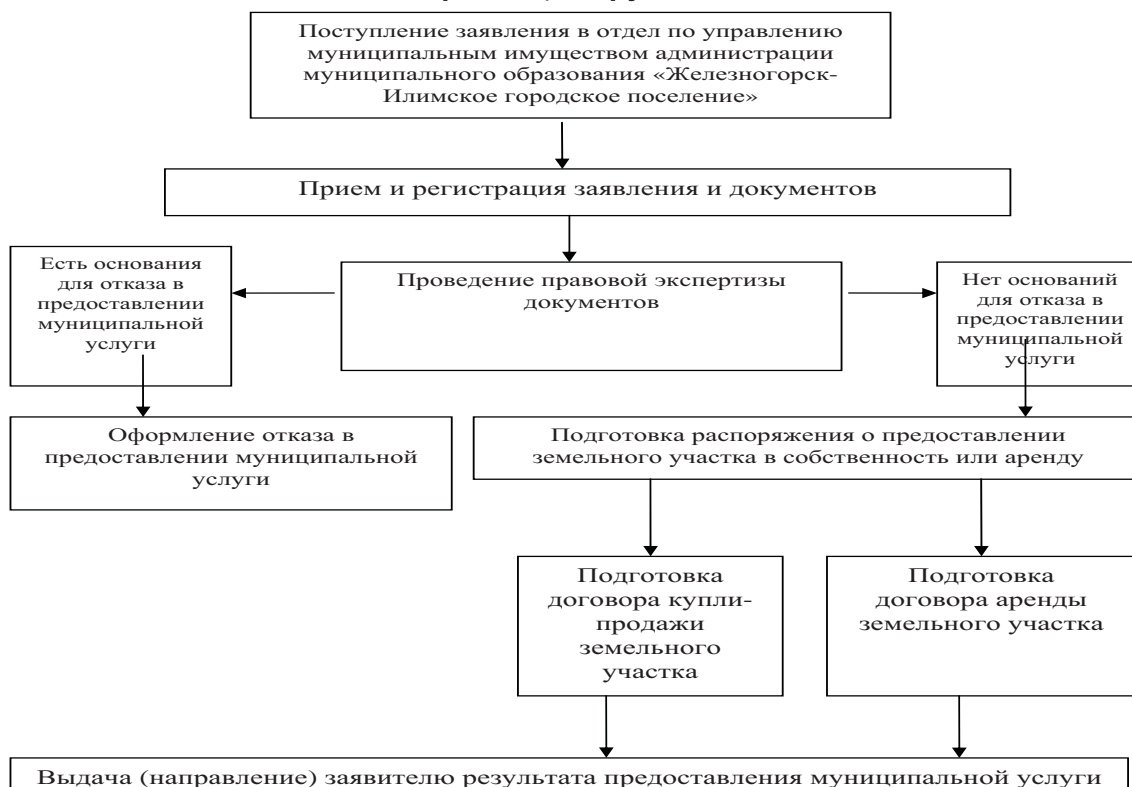 Поступление заявления в отдел по управлению
муниципальным имуществом администрации
муниципального образования «Железногорск-
Илимское городское поселение»
Прием и регистрация заявления и документов
Есть основания
для отказа в
предоставлении
муниципальной
услуги
Проведение правовой экспертизы
документов
Нет оснований
для отказа в
предоставлении
муниципальной
услуги
Оформление отказа в
предоставлении муниципальной
услуги
Подготовка распоряжения о предоставлении
земельного участка в собственность или аренду
Подготовка
договора купли-
продажи
земельного
участка
Подготовка
договора аренды
земельного участка
Выдача (направление) заявителю результата предоставления муниципальной услуги